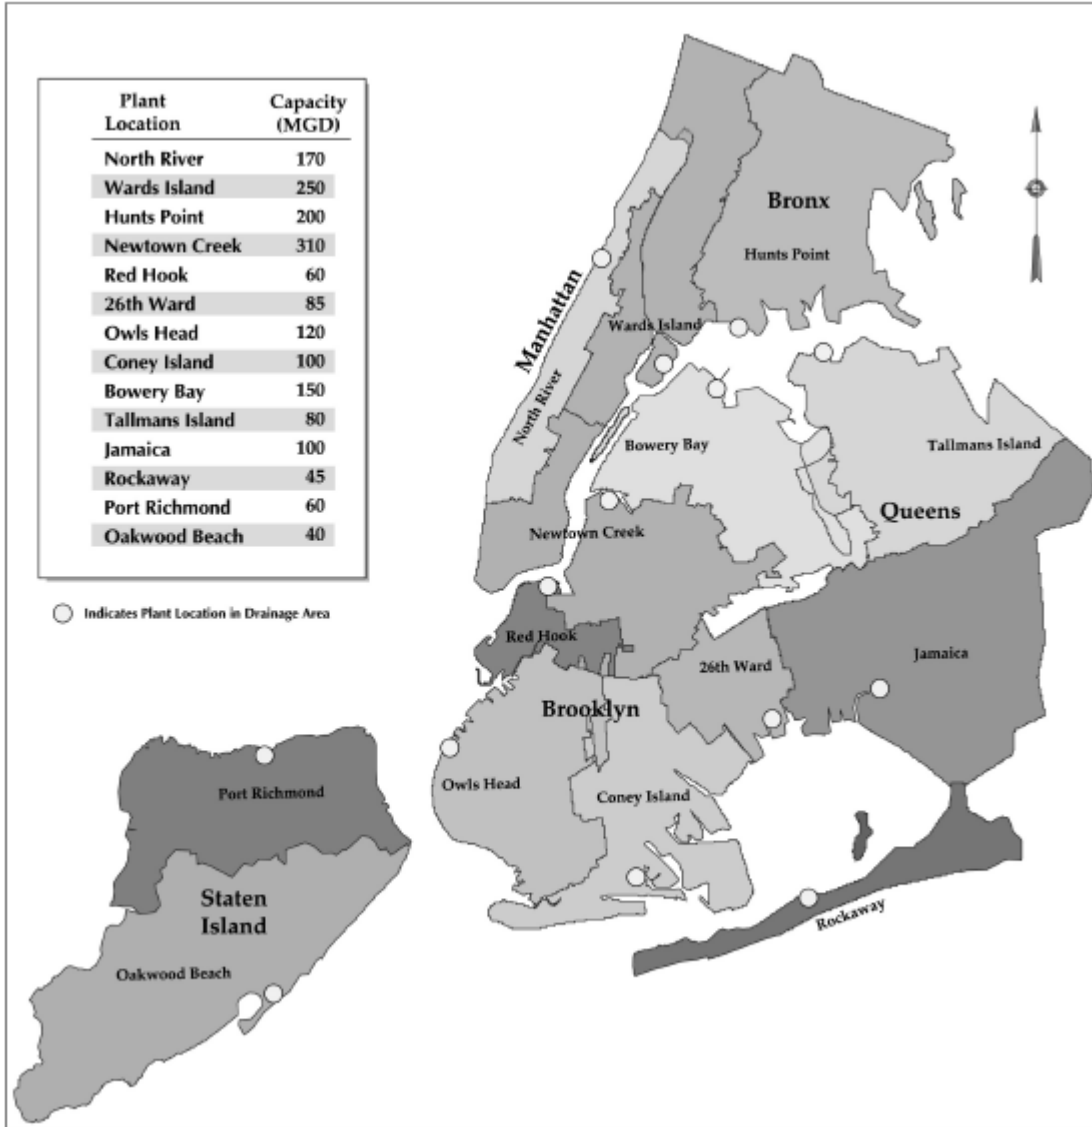 Plant Capacity
Location (MGD)
North River 170
Wards Island 250
Hunts Point 200
Newtown Creek 310
Red Hook 60
26th Ward 85
Owls Head 120
Coney Island 100
Bowery Bay 150
Tallmans Island 80
Jamaica 100
Rockaway 45
Port Richmond 60
Oakwood Beach 40
Indicates Plant Location in Drainage Area
Bronx
Hunts Point
Manhattan
Wards Island
North River
Bowery Bay
Tallmans Island
Queens
Newtown Creek
Red Hook
26th Ward
Jamaica
Brooklyn
Owls Head
Coney Island
Port Richmond
Staten
Island
Rockaway
Oakwood Beach